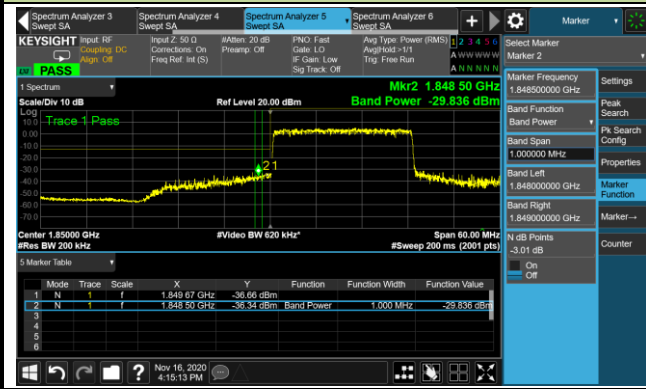 Spectrum Analyzer 3
Swept SA
Spectrum Analyzer 4
Swept SA
Spectrum Analyzer 5
Swept SA
Spectrum Analyzer 6
Swept SA
Marker
KEYSIGHT
Input: RF
Coupling: DC
Align: Off
Input Z: 50 Ω
Corrections: On
Freq Ref: Int (S)
#Atten: 20 dB
Preamp: Off
PNO: Fast
Gate: LO
IF Gain: Low
Sig Track: Off
Avg Type: Power (RMS)
Avg|Hold:>1/1
Trig: Free Run
1 2 3 4 5 6
A W W W W W
A N N N N N
PASS
1 Spectrum
Scale/Div 10 dB
Ref Level 20.00 dBm
Mkr2 1.848 50 GHz
Band Power -29.836 dBm
Log
Trace 1 Pass
10.0
0.00
-10.0
-20.0
-30.0
-40.0
-50.0
-60.0
-70.0
21
Center 1.85000 GHz
#Video BW 620 kHz*
Span 60.00 MHz
#Res BW 200 kHz
#Sweep 200 ms (2001 pts)
5 Marker Table
Mode Trace Scale X Y Function Function Width Function Value
1 N 1 f 1.849 67 GHz -36.66 dBm
2 N 1 f 1.848 50 GHz -36.34 dBm Band Power 1.000 MHz -29.836 dBm
3
4
5
6
Nov 16, 2020
4:15:13 PM
Select Marker
Marker 2
Marker Frequency
1.848500000 GHz
Band Function
Band Power
Band Span
1.000000 MHz
Band Left
1.848000000 GHz
Band Right
1.849000000 GHz
N dB Points
-3.01 dB
On
Off
Settings
Peak
Search
Pk Search
Config
Properties
Marker
Function
Marker→
Counter